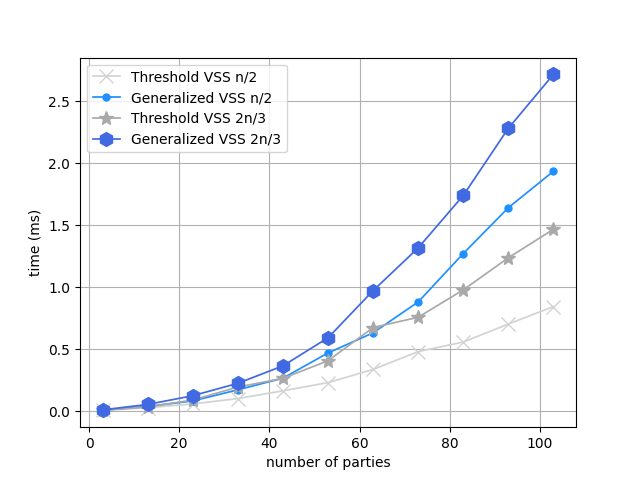 Threshold VSS n/2
Generalized VSS n/2
Threshold VSS 2n/3
Generalized VSS 2n/3
2.5
2.0
1.5
1.0
0.5
0.0
time (ms)
0 20 40 60 80 100
number of parties